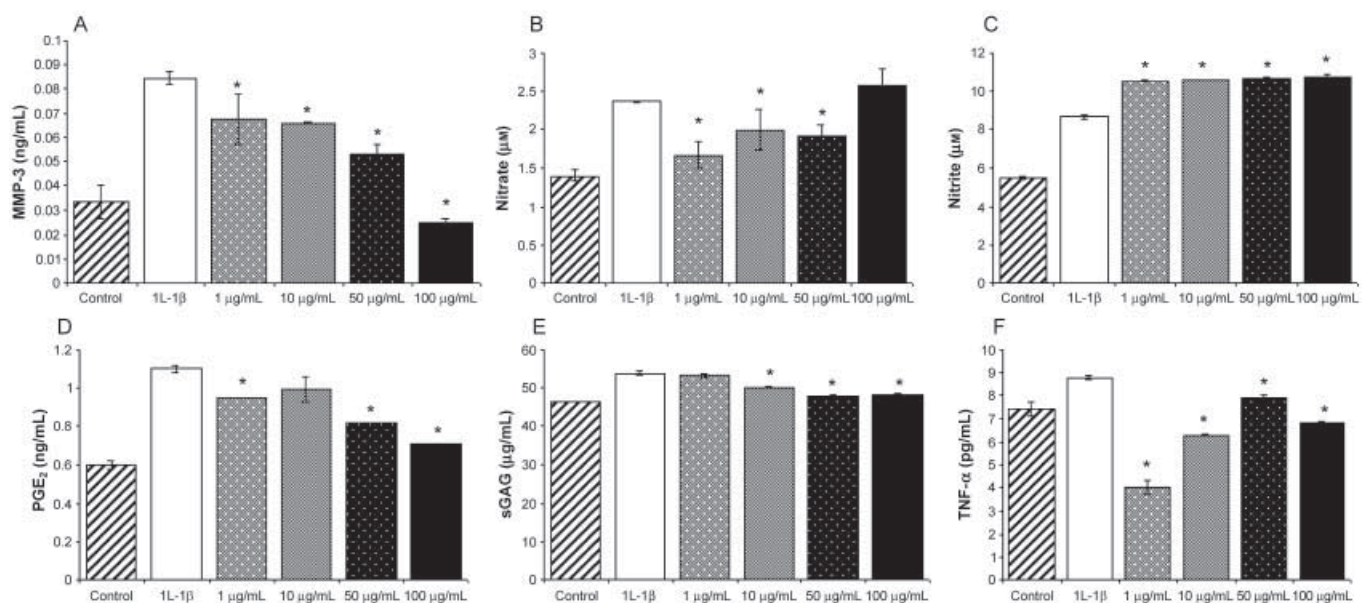 A
MMP-3 (ng/mL)
0.1
0.09
0.08
0.07
0.06
0.05
0.04
0.03
0.02
0.01
0
* * * *
Control 1L-1β 1 μg/mL 10 μg/mL 50 μg/mL 100 μg/mL
B
Nitrate (μM)
3
2.5
2
1.5
1
0.5
0
* * *
Control 1L-1β 1 μg/mL 10 μg/mL 50 μg/mL 100 μg/mL
C
Nitrite (μM)
12
10
8
6
4
2
0
* * * *
Control 1L-1β 1 μg/mL 10 μg/mL 50 μg/mL 100 μg/mL
D
PGE₂ (ng/mL)
1.2
1
0.8
0.6
0.4
0.2
0
* * *
Control 1L-1β 1 μg/mL 10 μg/mL 50 μg/mL 100 μg/mL
E
sGAG (μg/mL)
60
50
40
30
20
10
0
* * *
Control 1L-1β 1 μg/mL 10 μg/mL 50 μg/mL 100 μg/mL
F
TNF-α (pg/mL)
10
9
8
7
6
5
4
3
2
1
0
* * * *
Control 1L-1β 1 μg/mL 10 μg/mL 50 μg/mL 100 μg/mL